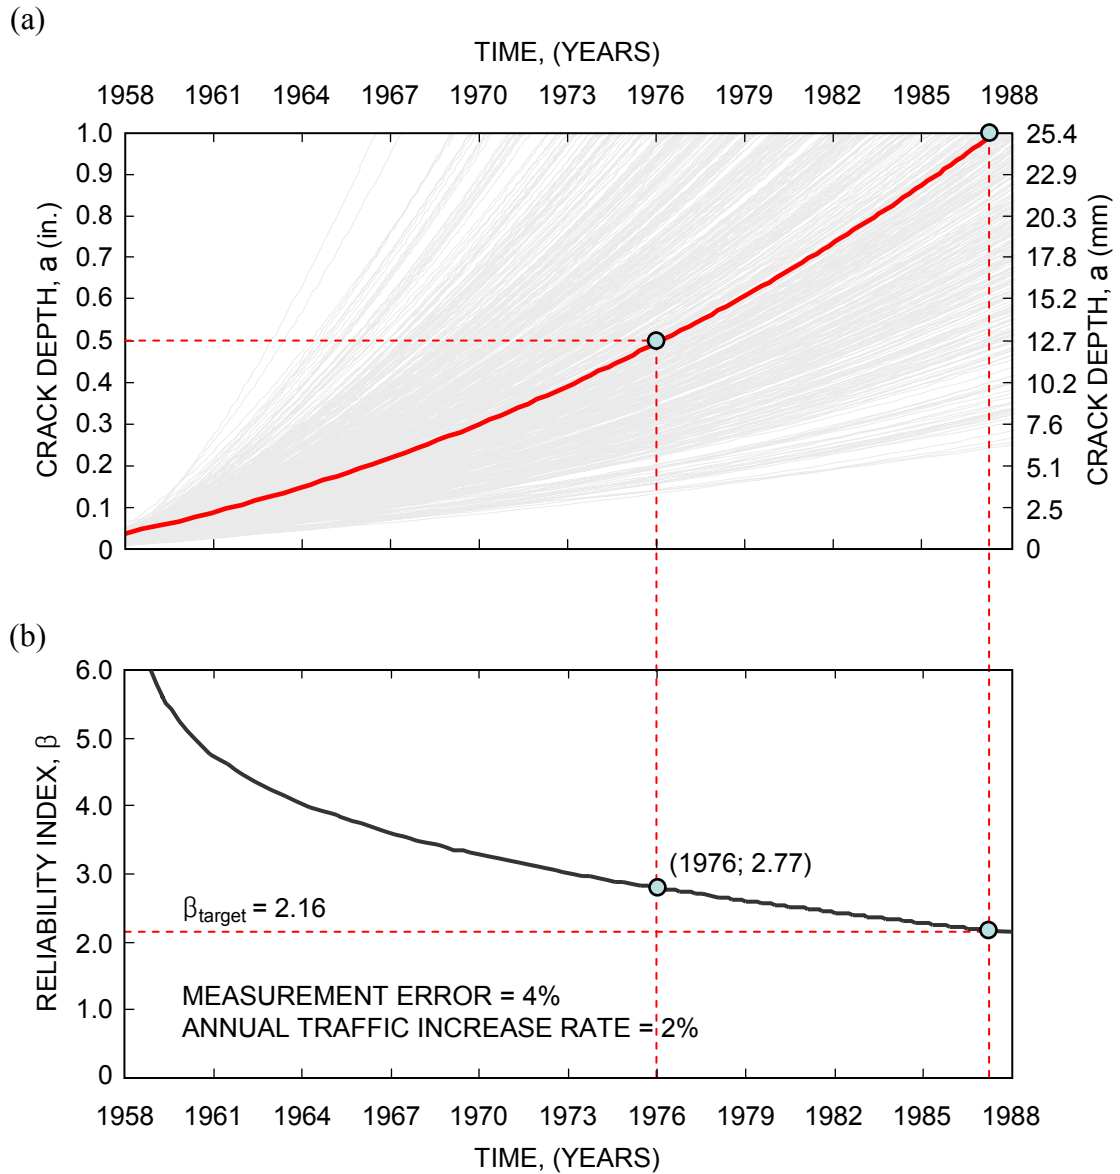 (a)
TIME, (YEARS)
1958 1961 1964 1967 1970 1973 1976 1979 1982 1985 1988
CRACK DEPTH, a (in.)
1.0
0.9
0.8
0.7
0.6
0.5
0.4
0.3
0.2
0.1
0
25.4
22.9
20.3
17.8
15.2
12.7
10.2
7.6
5.1
2.5
0
CRACK DEPTH, a (mm)
(b)
RELIABILITY INDEX, β
6.0
5.0
4.0
3.0
2.0
1.0
0
(1976; 2.77)
βtarget = 2.16
MEASUREMENT ERROR = 4%
ANNUAL TRAFFIC INCREASE RATE = 2%
1958 1961 1964 1967 1970 1973 1976 1979 1982 1985 1988
TIME, (YEARS)